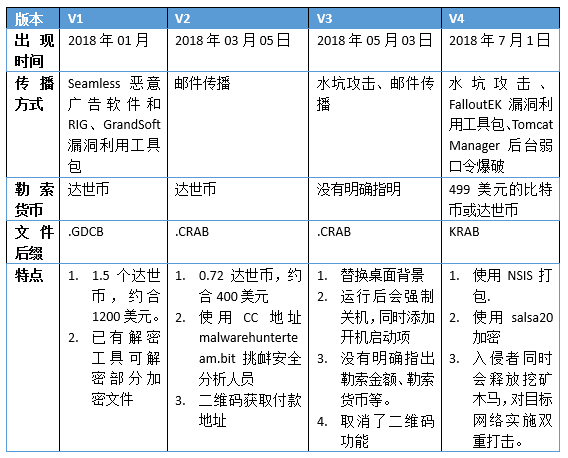 版本 V1 V2 V3 V4
出现时间 2018 年 01 月 2018 年 03 月 05 日 2018 年 05 月 03 日 2018 年 7 月 1 日
传播方式
Seamless 恶意
广告软件和
RIG、GrandSoft
漏洞利用工具
包
邮件传播
水坑攻击、邮件传
播
水坑攻击、
FalloutEK 漏洞利
用工具包、Tomcat
Manager 后台弱
口令爆破
勒索货币
达世币
达世币
没有明确指明
499 美元的比特
币或达世币
文件后缀
.GDCB
.CRAB
.CRAB
KRAB
特点
1. 1.5 个达世
币，约合
1200 美元。
2. 已有解密
工具可解
密部分加
密文件
1. 0.72 达世币，约
合 400 美元
2. 使用 CC 地址
malwarehunterte
am.bit 挑衅安全
分析人员
3. 二维码获取付款
地址
1. 替换桌面背景
2. 运行后会强制
关机，同时添加
开机启动项
3. 没有明确指出
勒索金额、勒索
货币等。
4. 取消了二维码
功能
1. 使用 NSIS 打
包.
2. 使用 salsa20
加密
3. 入侵者同时
会释放挖矿
木马，对目标
网络实施双
重打击。